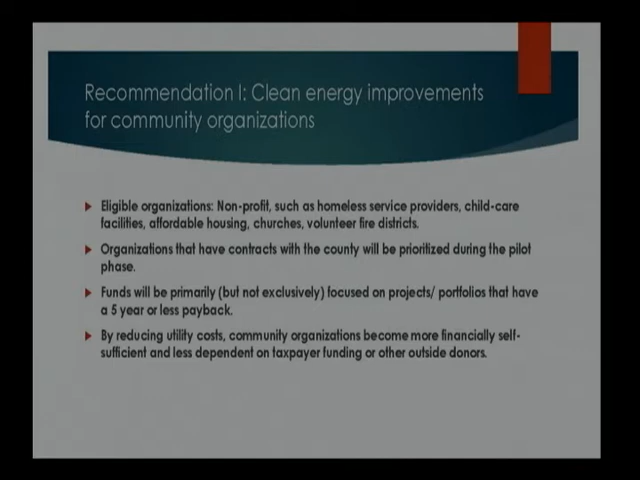 Recommendation I: Clean energy improvements
for community organizations
Eligible organizations: Non-profit, such as homeless service providers, child-care
facilities, affordable housing, churches, volunteer fire districts.
Organizations that have contracts with the county will be prioritized during the pilot
phase.
Funds will be primarily (but not exclusively) focused on projects/ portfolios that have
a 5 year or less payback.
By reducing utility costs, community organizations become more financially self-
sufficient and less dependent on taxpayer funding or other outside donors.